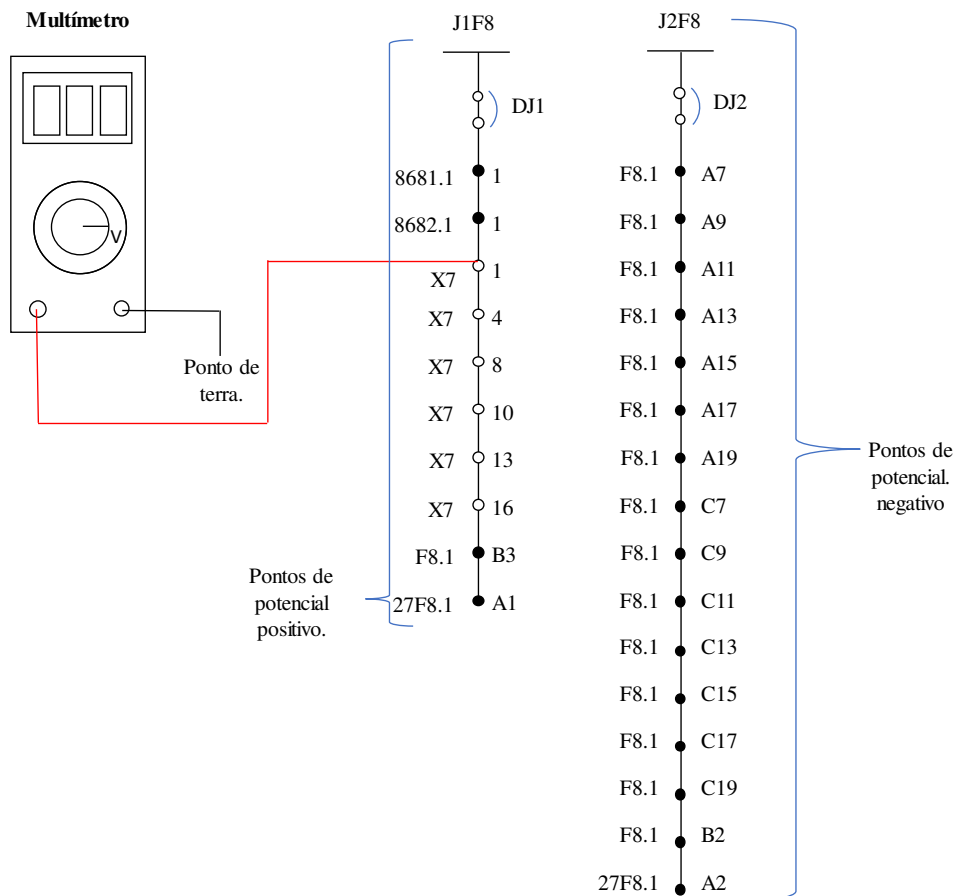 Multímetro
V
Ponto de
terra.
J1F8
DJ1
8681.1 1
8682.1 1
X7 1
X7 4
X7 8
X7 10
X7 13
X7 16
F8.1 B3
27F8.1 A1
Pontos de
potencial
positivo.
J2F8
DJ2
F8.1 A7
F8.1 A9
F8.1 A11
F8.1 A13
F8.1 A15
F8.1 A17
F8.1 A19
F8.1 C7
F8.1 C9
F8.1 C11
F8.1 C13
F8.1 C15
F8.1 C17
F8.1 C19
F8.1 B2
27F8.1 A2
Pontos de
potencial.
negativo